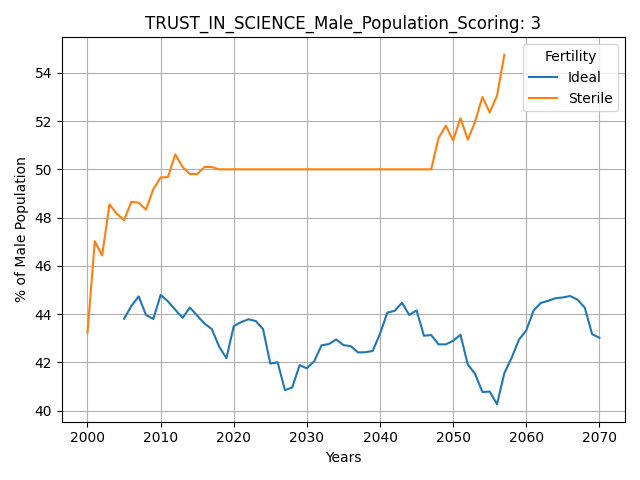 TRUST_IN_SCIENCE_Male_Population_Scoring: 3
% of Male Population
54
52
50
48
46
44
42
40
Fertility
Ideal
Sterile
2000 2010 2020 2030 2040 2050 2060 2070
Years